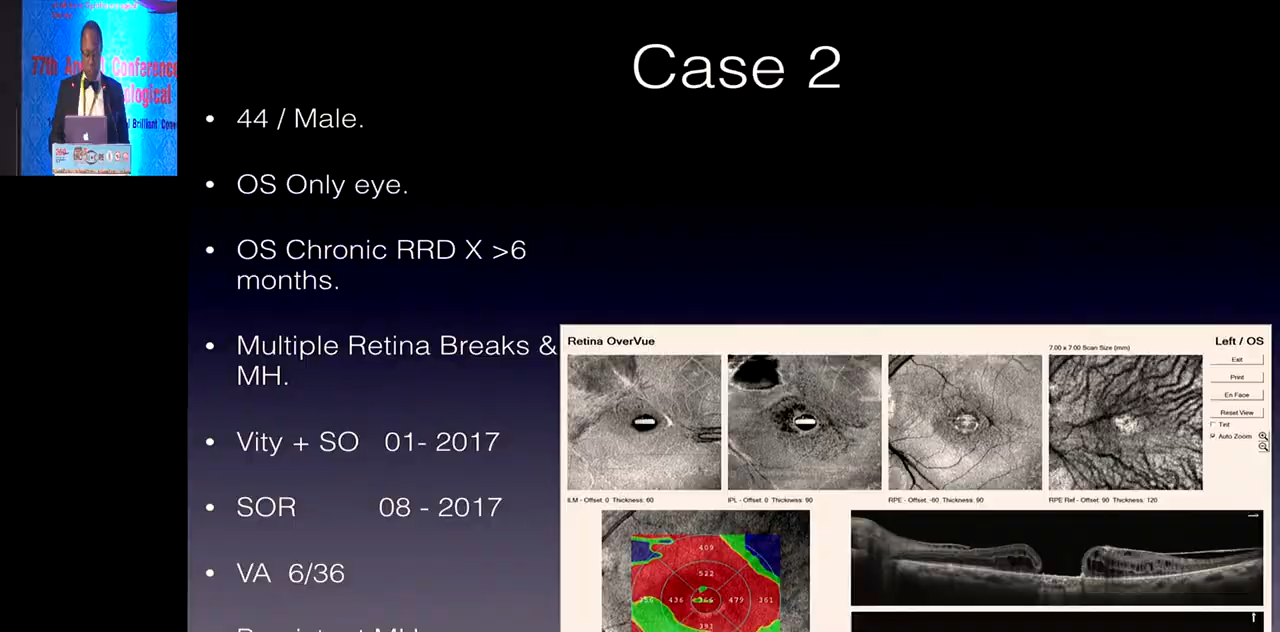 Case 2
• 44 / Male.
• OS Only eye.
• OS Chronic RRD X >6
months.
• Multiple Retina Breaks &
MH.
• Vity + SO 01- 2017
• SOR 08 - 2017
• VA 6/36
Retina OverVue
Left / OS
7.00 x 7.00 Scan Size (mm)
Exit
Print
En Face
Reset View
Tint
Auto Zoom
ILM - Offset: 0 Thickness: 60
IPL - Offset: 0 Thickness: 90
RPE - Offset: -60 Thickness: 90
RPE Ref - Offset: 90 Thickness: 120
409
522
436
479
361
77th
Conference